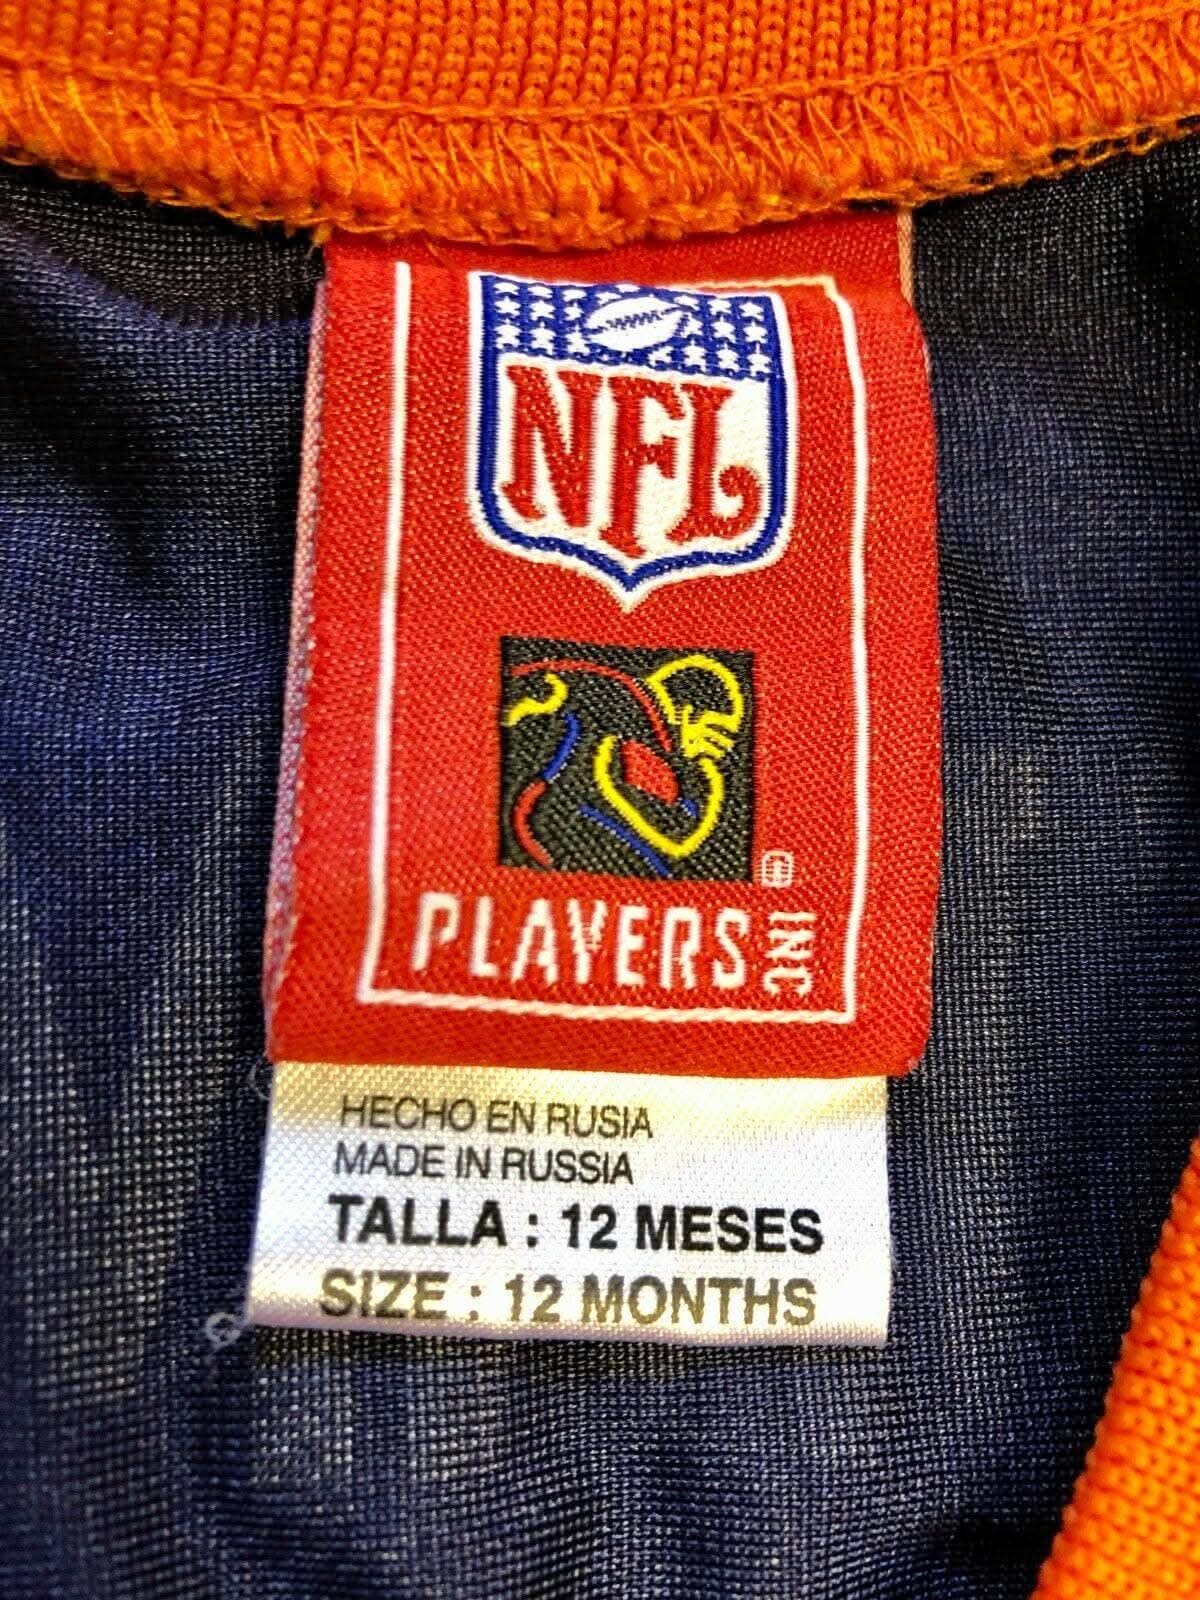 NFL
PLAYERS INC
HECHO EN RUSIA
MADE IN RUSSIA
TALLA : 12 MESES
SIZE : 12 MONTHS